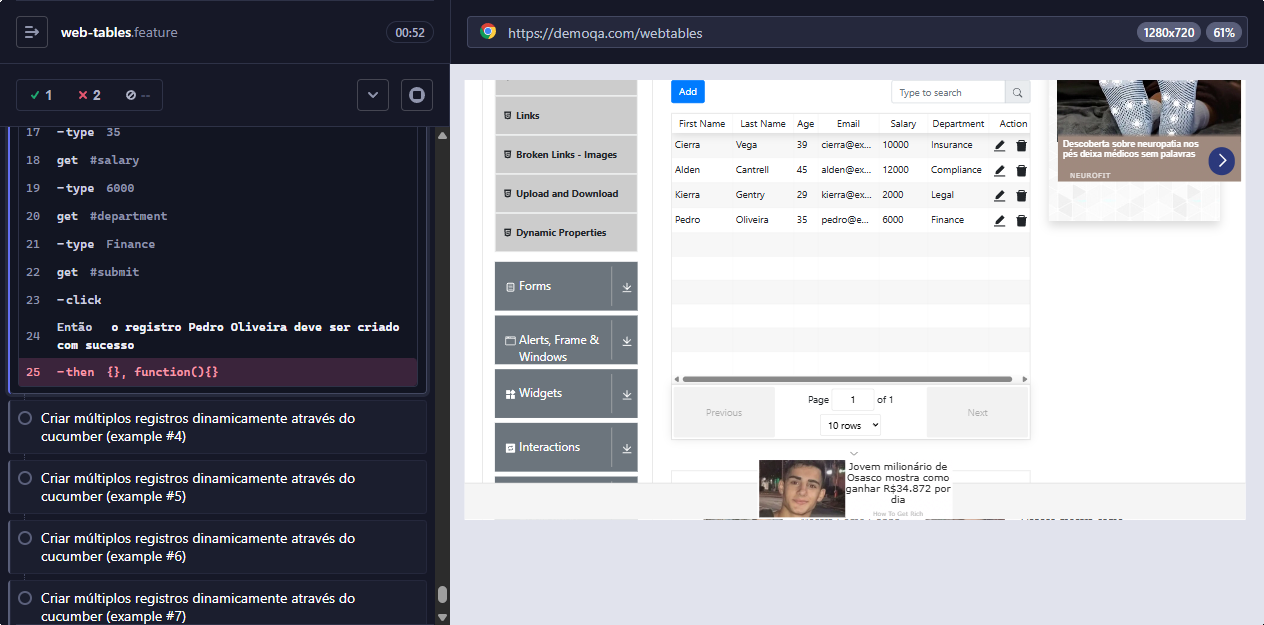 web-tables.feature
00:52
1
2
--
17 -type 35
18 get #salary
19 -type 6000
20 get #department
21 -type Finance
22 get #submit
23 -click
24 Então o registro Pedro Oliveira deve ser criado
com sucesso
25 -then {}, function(){}
Criar múltiplos registros dinamicamente através do
cucumber (example #4)
Criar múltiplos registros dinamicamente através do
cucumber (example #5)
Criar múltiplos registros dinamicamente através do
cucumber (example #6)
Criar múltiplos registros dinamicamente através do
cucumber (example #7)
https://demoqa.com/webtables
1280x720
61%
Links
Broken Links - Images
Upload and Download
Dynamic Properties
Forms
Alerts, Frame &
Windows
Widgets
Interactions
Add
Type to search
First Name Last Name Age Email Salary Department Action
Cierra Vega 39 cierra@ex... 10000 Insurance
Alden Cantrell 45 alden@ex... 12000 Compliance
Kierra Gentry 29 kierra@ex... 2000 Legal
Pedro Oliveira 35 pedro@e... 6000 Finance
Previous
Page 1 of 1
10 rows
Next
Descoberta sobre neuropatia nos
pés deixa médicos sem palavras
NEUROFIT
Jovem milionário de
Osasco mostra como
ganhar R$34.872 por
dia
How To Get Rich